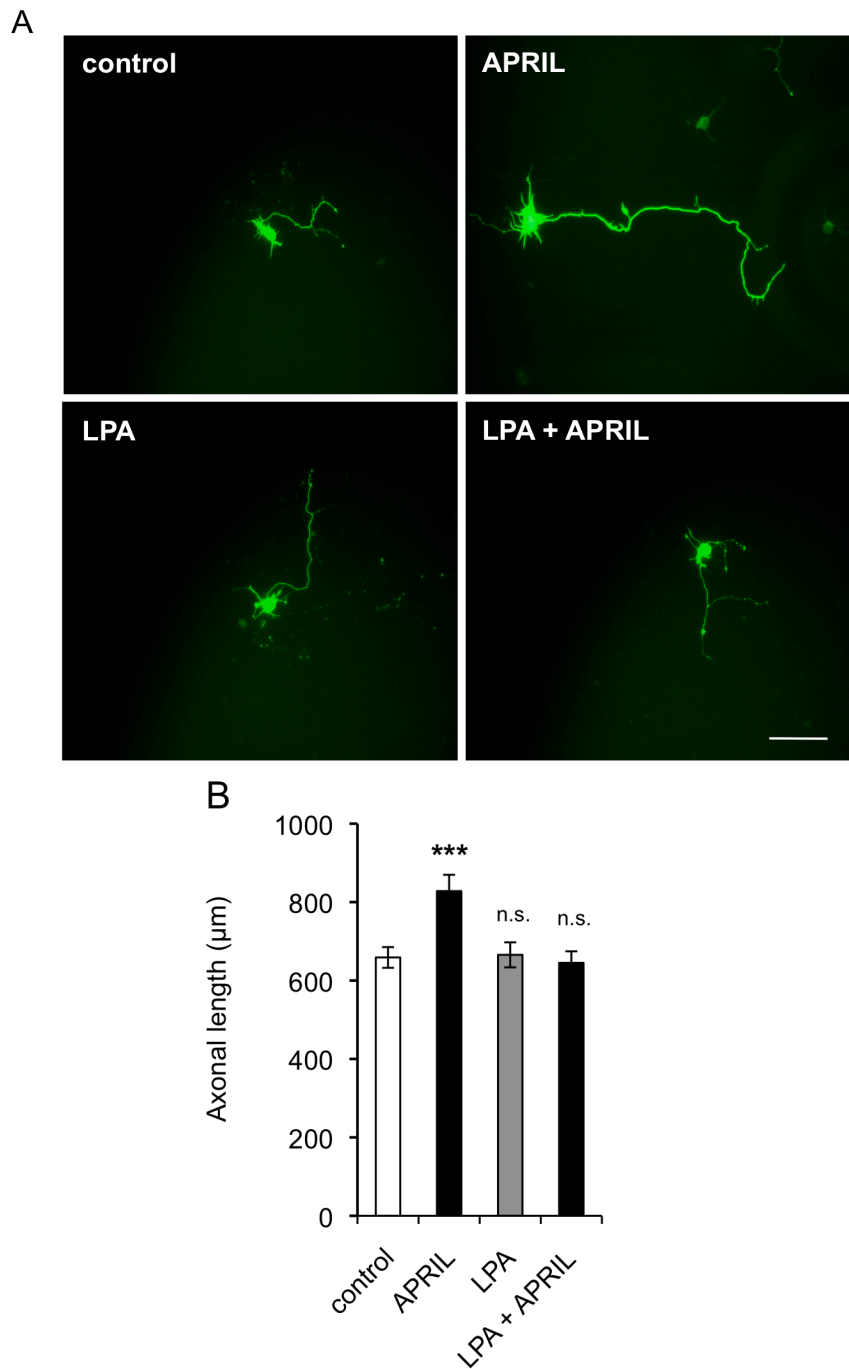 A
control
APRIL
LPA
LPA + APRIL
B
1000
800
600
400
200
0
Axonal length (µm)
***
n.s.
n.s.
control
APRIL
LPA
LPA + APRIL